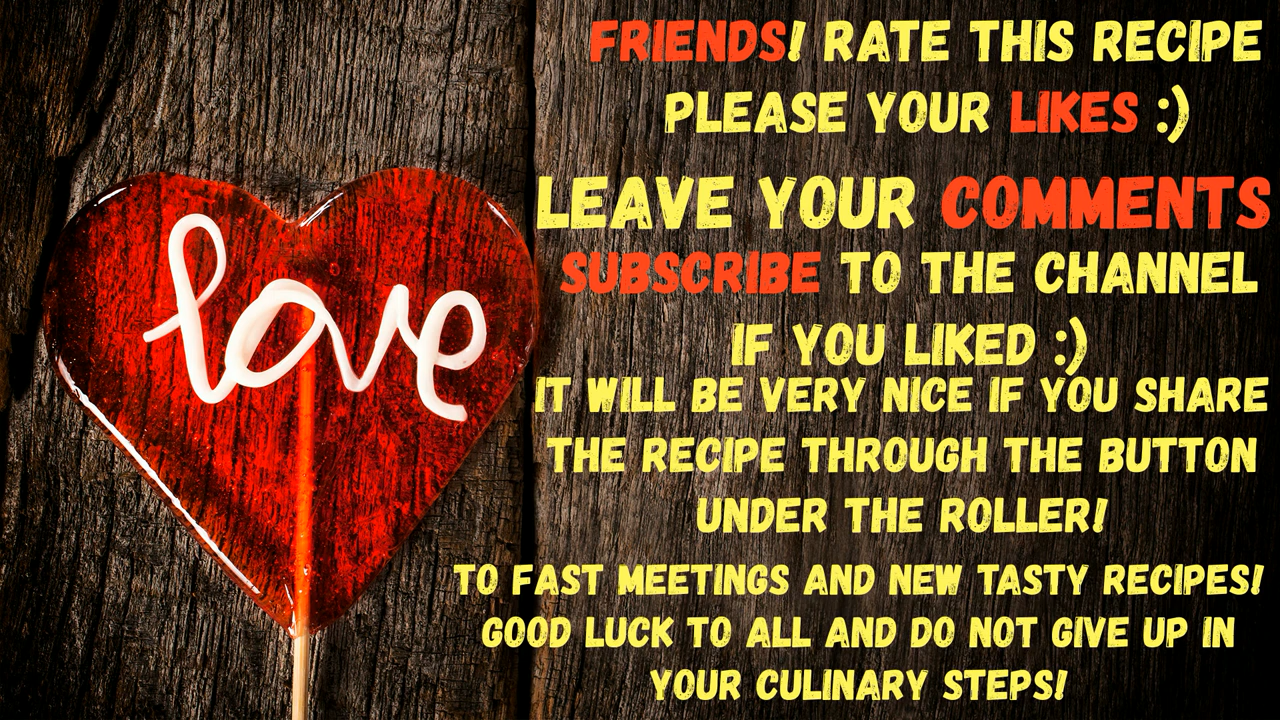 love
FRIENDS! RATE THIS RECIPE
PLEASE YOUR LIKES :)
LEAVE YOUR COMMENTS
SUBSCRIBE TO THE CHANNEL
IF YOU LIKED :)
IT WILL BE VERY NICE IF YOU SHARE
THE RECIPE THROUGH THE BUTTON
UNDER THE ROLLER!
TO FAST MEETINGS AND NEW TASTY RECIPES!
GOOD LUCK TO ALL AND DO NOT GIVE UP IN
YOUR CULINARY STEPS!